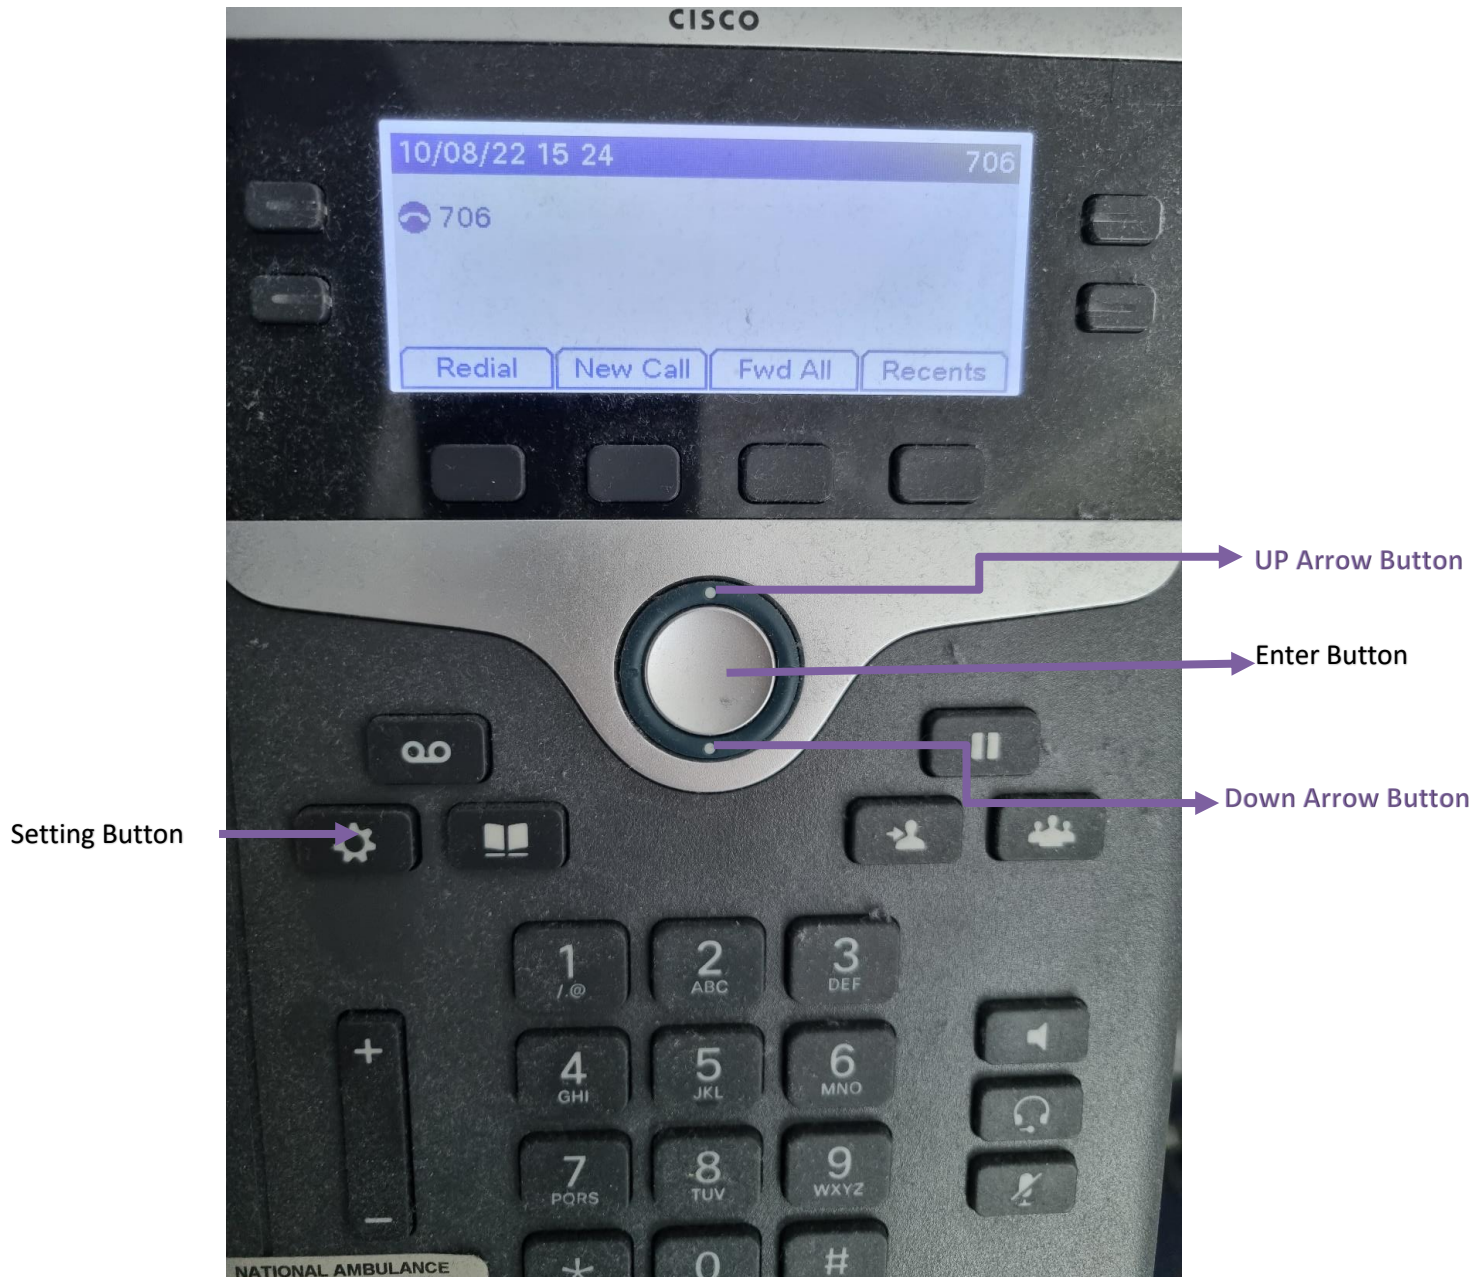 CISCO
10/08/22 15 24 706
706
Redial New Call Fwd All Recents
UP Arrow Button
Enter Button
Down Arrow Button
Setting Button
1 2 3
/.@ ABC DEF
+
4 5 6
GHI JKL MNO
7 8 9
PQRS TUV WXYZ
-
* 0 #
NATIONAL AMBULANCE